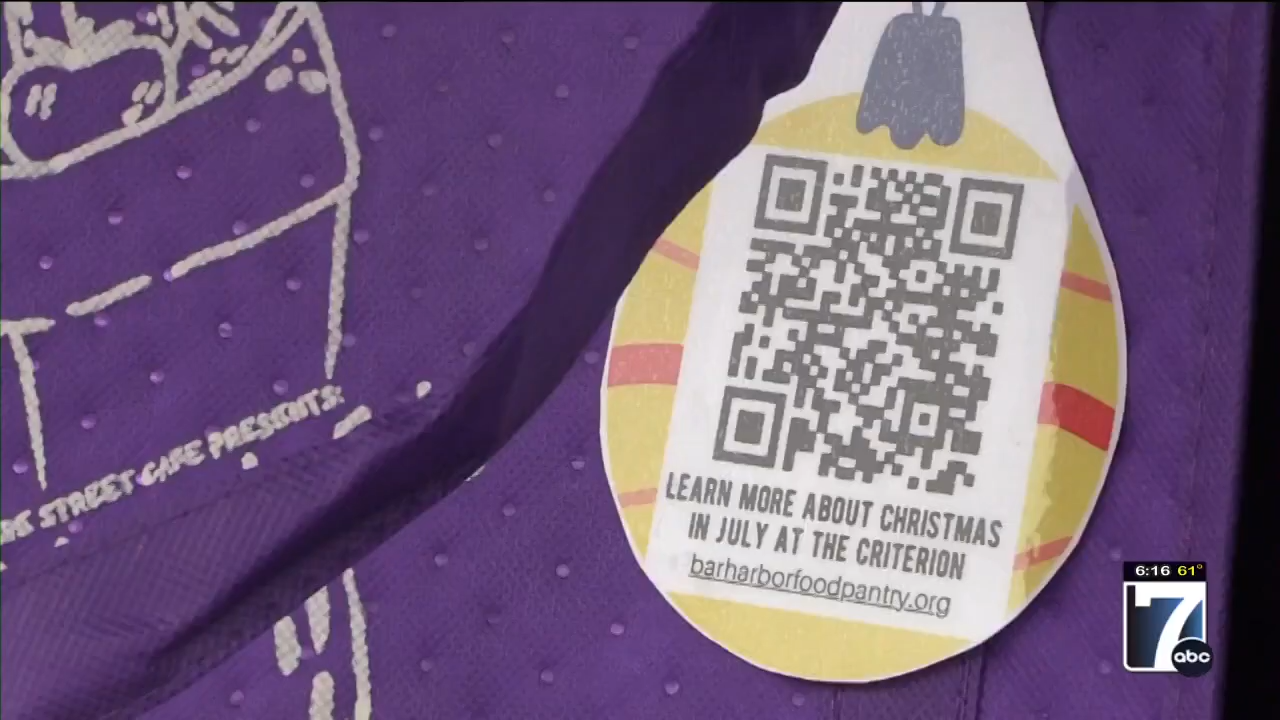 STREET CAFE PRESENTS:
LEARN MORE ABOUT CHRISTMAS
IN JULY AT THE CRITERION
barharborfoodpantry.org
6:16 61°
7
abc